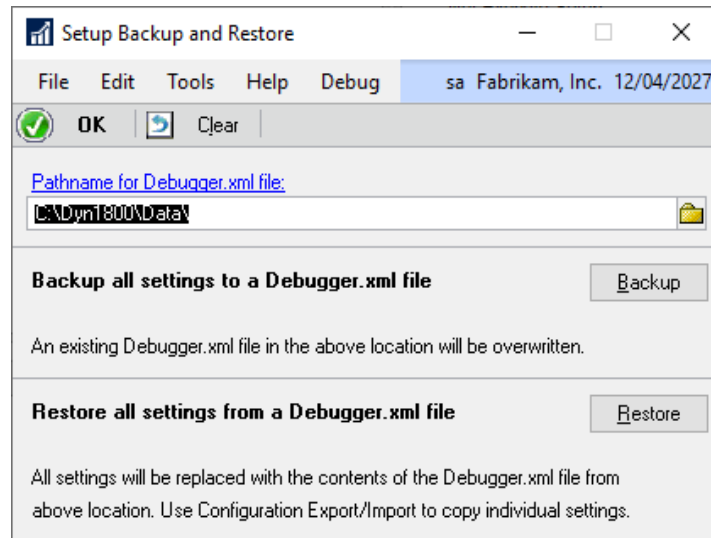 Setup Backup and Restore
File Edit Tools Help Debug sa Fabrikam, Inc. 12/04/2027
OK Clear
Pathname for Debugger.xml file:
C:\Dyn1800\Data\
Backup all settings to a Debugger.xml file
Backup
An existing Debugger.xml file in the above location will be overwritten.
Restore all settings from a Debugger.xml file
Restore
All settings will be replaced with the contents of the Debugger.xml file from
above location. Use Configuration Export/Import to copy individual settings.